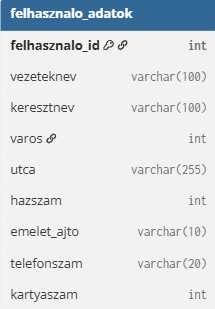 felhasznalo_adatok
felhasznalo_id int
vezeteknev varchar(100)
keresztnev varchar(100)
varos int
utca varchar(255)
hazszam int
emelet_ajto varchar(10)
telefonszam varchar(20)
kartyaszam int